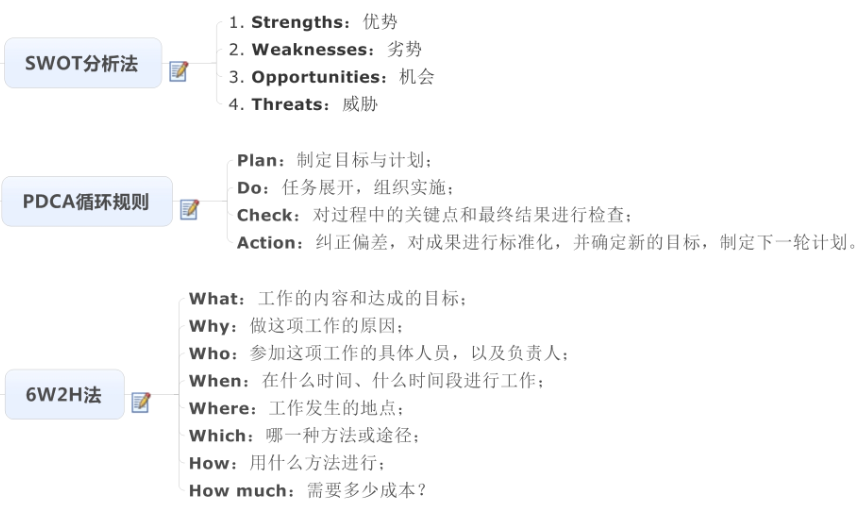 SWOT分析法
1. Strengths：优势
2. Weaknesses：劣势
3. Opportunities：机会
4. Threats：威胁
PDCA循环规则
Plan：制定目标与计划；
Do：任务展开，组织实施；
Check：对过程中的关键点和最终结果进行检查；
Action：纠正偏差，对成果进行标准化，并确定新的目标，制定下一轮计划。
6W2H法
What：工作的内容和达成的目标；
Why：做这项工作的原因；
Who：参加这项工作的具体人员，以及负责人；
When：在什么时间、什么时间段进行工作；
Where：工作发生的地点；
Which：哪一种方法或途径；
How：用什么方法进行；
How much：需要多少成本？